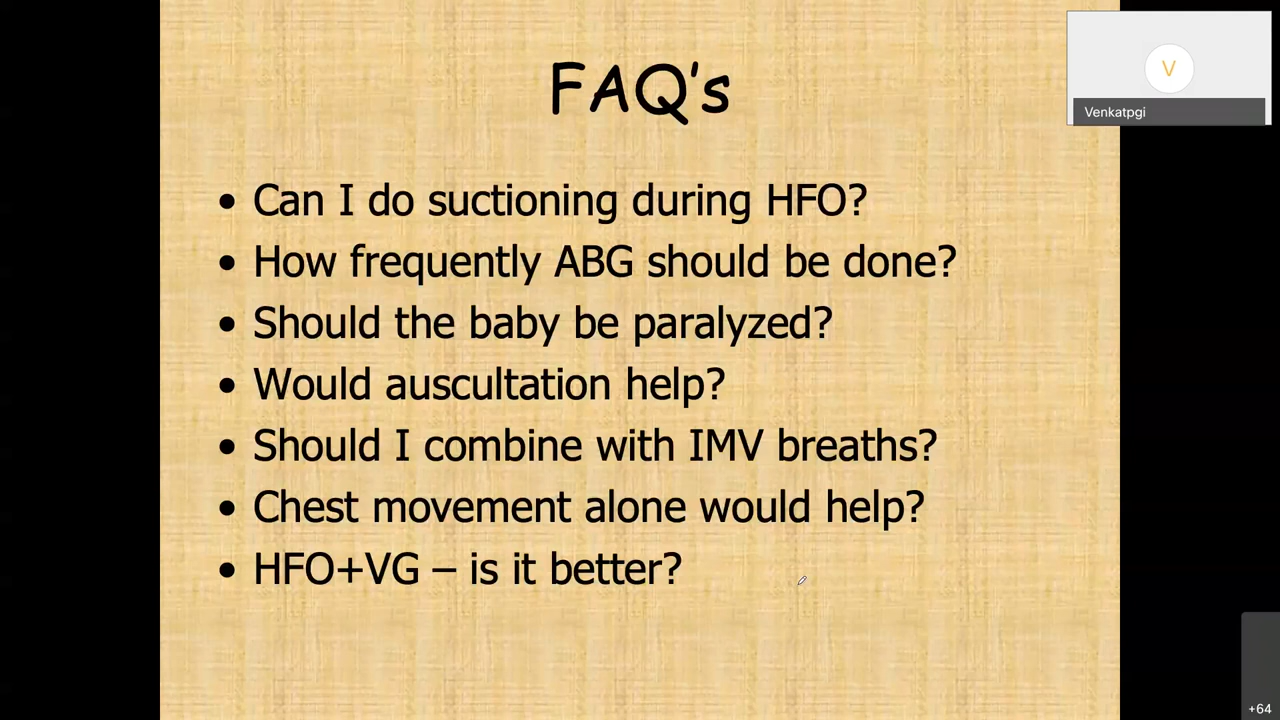 FAQ's
• Can I do suctioning during HFO?
• How frequently ABG should be done?
• Should the baby be paralyzed?
• Would auscultation help?
• Should I combine with IMV breaths?
• Chest movement alone would help?
• HFO+VG – is it better?
V
Venkatpgi
+64